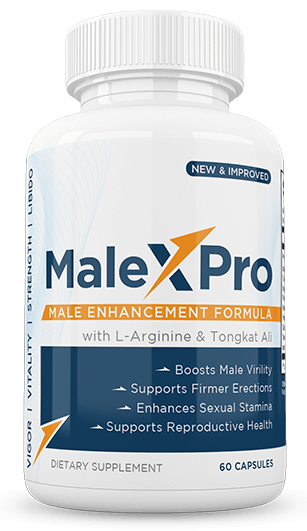 NEW & IMPROVED
MaleXPro
MALE ENHANCEMENT FORMULA
with L-Arginine & Tongkat Ali
Boosts Male Virility
Supports Firmer Erections
Enhances Sexual Stamina
Supports Reproductive Health
DIETARY SUPPLEMENT
60 CAPSULES
VIGOR | VITALITY | STRENGTH | LIBIDO